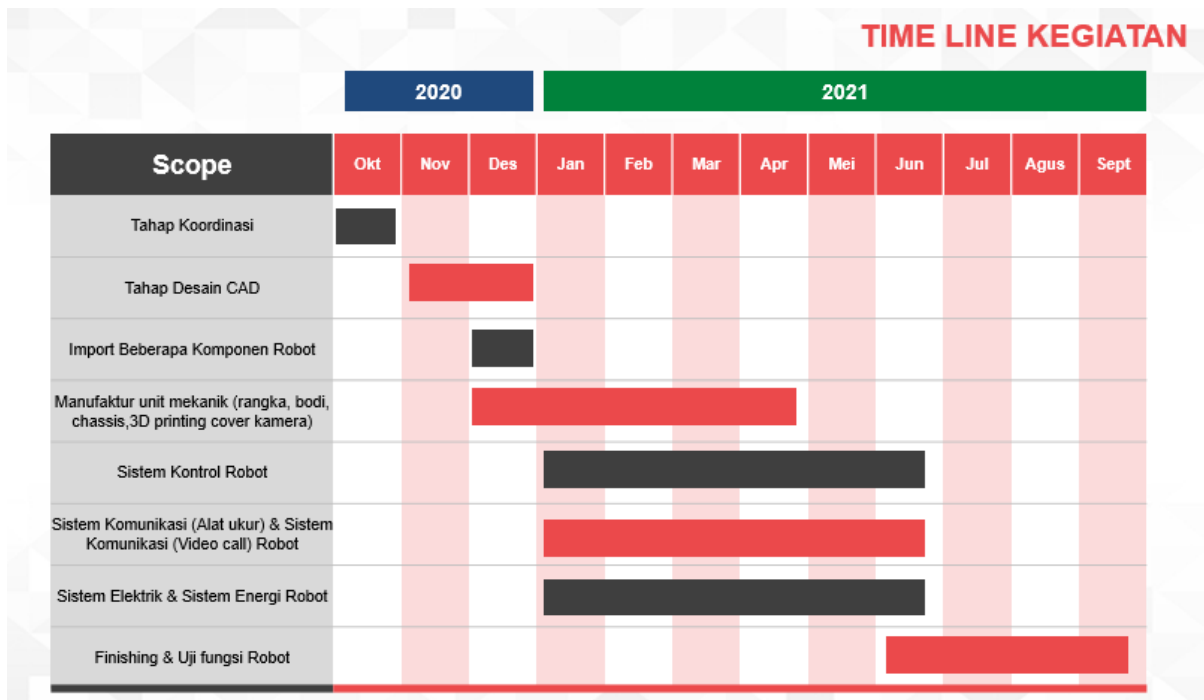 TIME LINE KEGIATAN
2020 2021
Scope Okt Nov Des Jan Feb Mar Apr Mei Jun Jul Agus Sept
Tahap Koordinasi
Tahap Desain CAD
Import Beberapa Komponen Robot
Manufaktur unit mekanik (rangka, bodi,
chassis,3D printing cover kamera)
Sistem Kontrol Robot
Sistem Komunikasi (Alat ukur) & Sistem
Komunikasi (Video call) Robot
Sistem Elektrik & Sistem Energi Robot
Finishing & Uji fungsi Robot